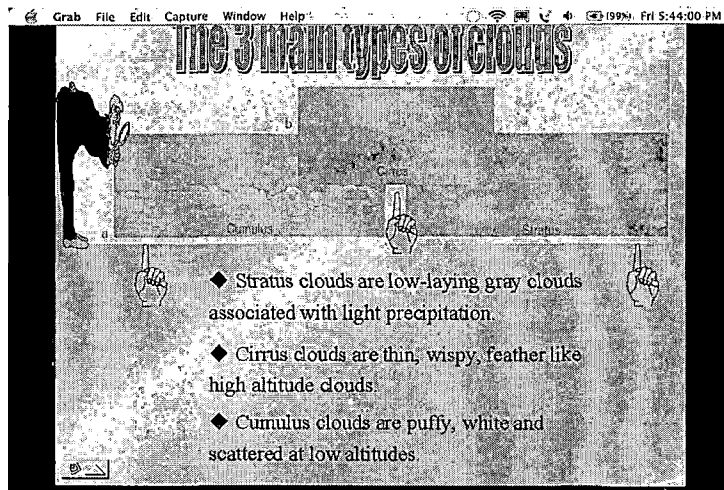 Grab File Edit Capture Window Help
(99%) Fri 5:44:00 PM
The 3 main types of clouds
b
Cirrus
a Cumulus Stratus
◆ Stratus clouds are low-laying gray clouds
associated with light precipitation.
◆ Cirrus clouds are thin, wispy, feather like
high altitude clouds.
◆ Cumulus clouds are puffy, white and
scattered at low altitudes.